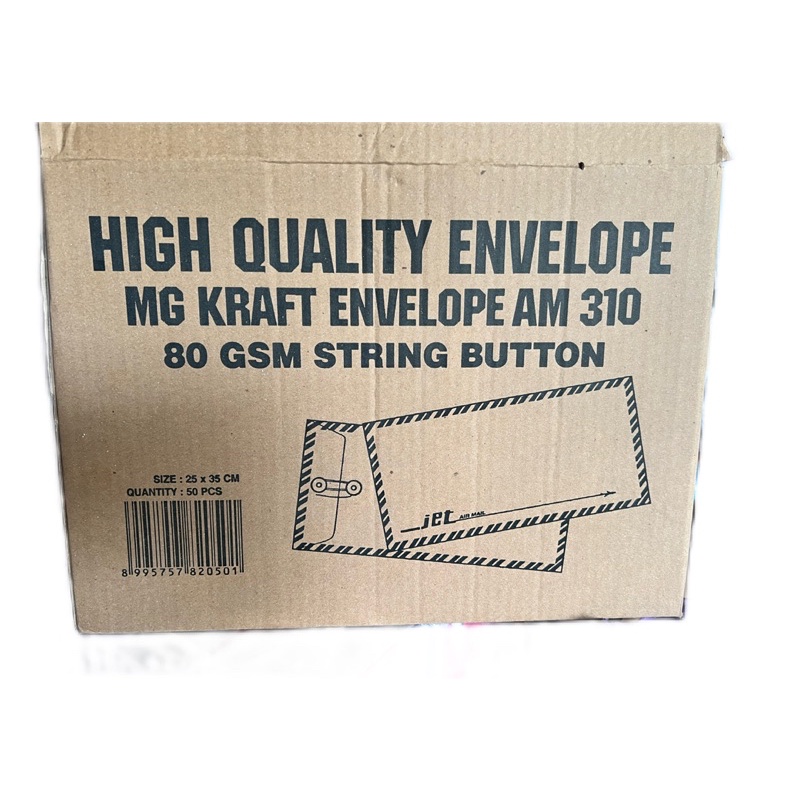 HIGH QUALITY ENVELOPE
MG KRAFT ENVELOPE AM 310
80 GSM STRING BUTTON
SIZE : 25 x 35 CM
QUANTITY : 50 PCS
8 995757 820501
jet AIR MAIL